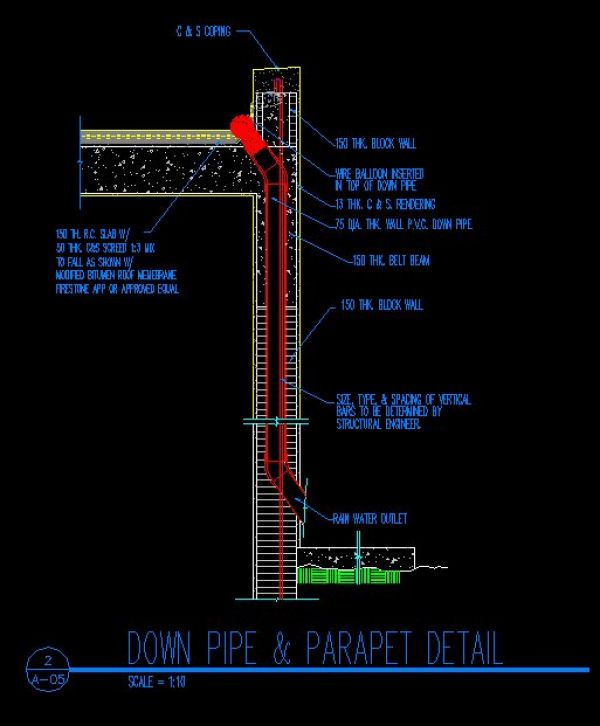 C & S COPING
150 THK. BLOCK WALL
WIRE BALLOON INSERTED
IN TOP OF DOWN PIPE
13 THK. C & S. RENDERING
75 DIA. THK. WALL P.V.C. DOWN PIPE
150 TH. R.C. SLAB W/
50 THK. C&S SCREED 1:3 MIX
TO FALL AS SHOWN W/
MODIFIED BITUMEN ROOF MEMEBRANE
FIRESTONE APP OR APPROVED EQUAL
150 THK. BELT BEAM
150 THK. BLOCK WALL
SIZE, TYPE, & SPACING OF VERTICAL
BARS TO BE DETERMINED BY
STRUCTURAL ENGINEER.
RAIN WATER OUTLET
2
A-05
DOWN PIPE & PARAPET DETAIL
SCALE = 1:10